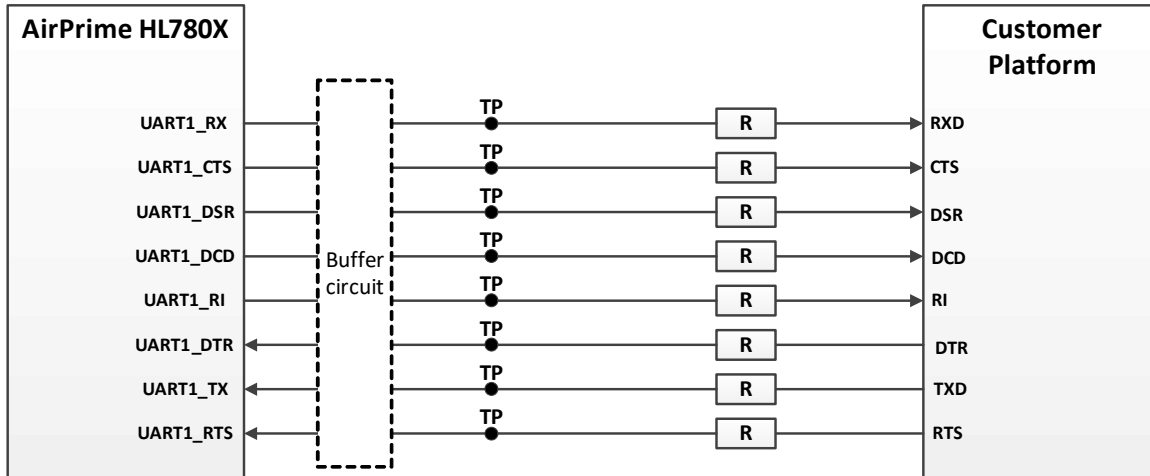 AirPrime HL780X
Customer
Platform
UART1_RX
TP
R
RXD
UART1_CTS
TP
R
CTS
UART1_DSR
TP
R
DSR
UART1_DCD
TP
R
DCD
Buffer
circuit
UART1_RI
TP
R
RI
UART1_DTR
TP
R
DTR
UART1_TX
TP
R
TXD
UART1_RTS
TP
R
RTS